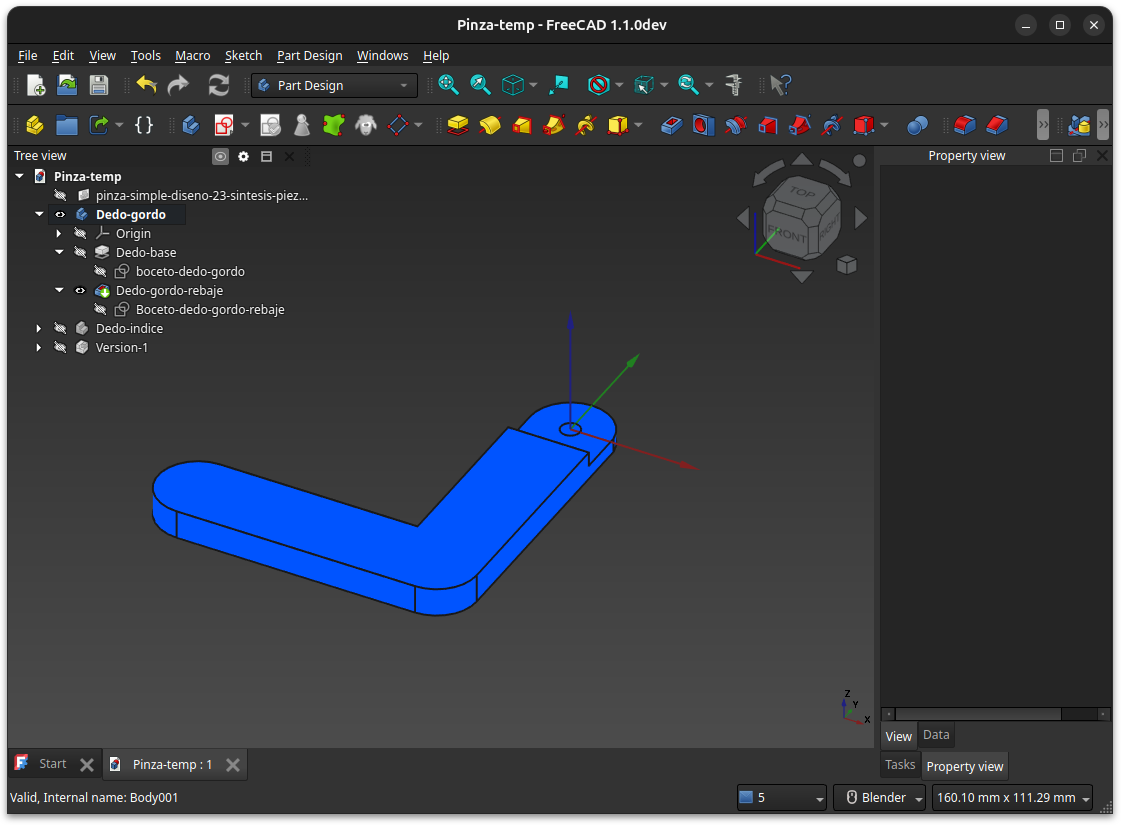 Pinza-temp - FreeCAD 1.1.0dev
File Edit View Tools Macro Sketch Part Design Windows Help
Part Design
Tree view
Property view
Pinza-temp
pinza-simple-diseno-23-sintesis-piez...
Dedo-gordo
Origin
Dedo-base
boceto-dedo-gordo
Dedo-gordo-rebaje
Boceto-dedo-gordo-rebaje
Dedo-indice
Version-1
TOP
FRONT
RIGHT
Z
Y
X
View Data
Start Pinza-temp : 1
Tasks Property view
Valid, Internal name: Body001
5 Blender 160.10 mm x 111.29 mm